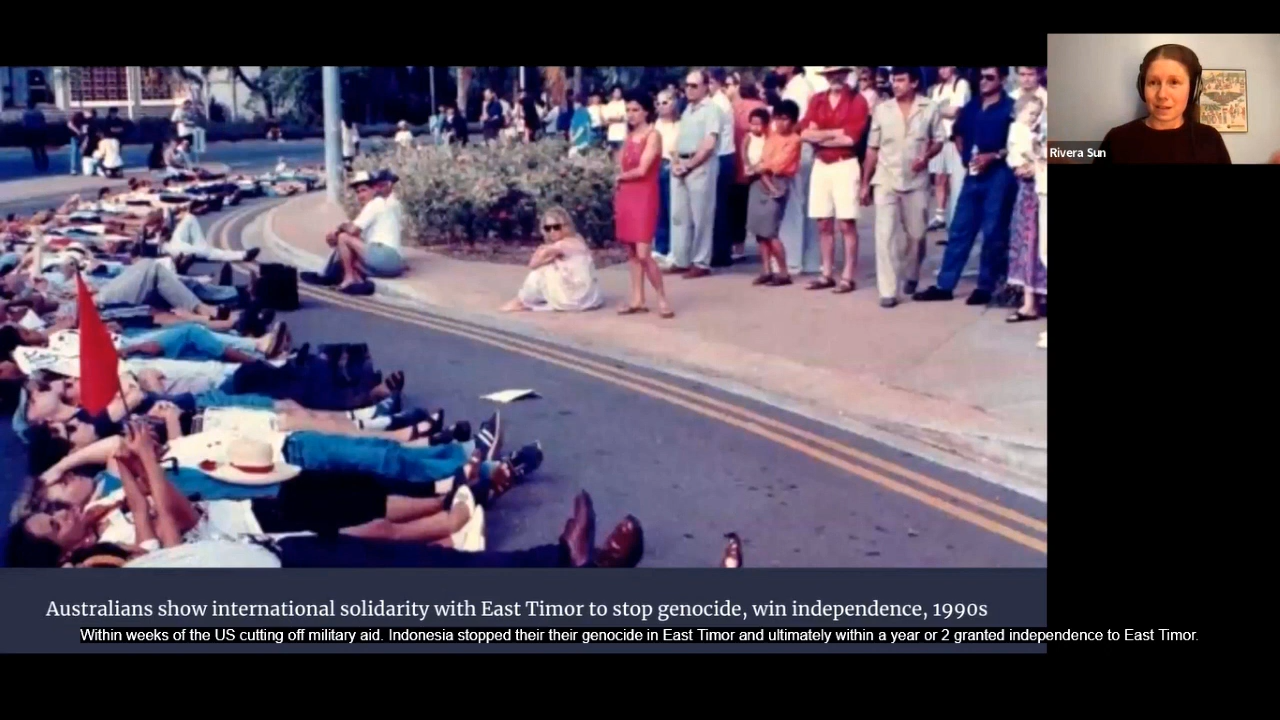 Rivera Sun
Australians show international solidarity with East Timor to stop genocide, win independence, 1990s
Within weeks of the US cutting off military aid. Indonesia stopped their their genocide in East Timor and ultimately within a year or 2 granted independence to East Timor.